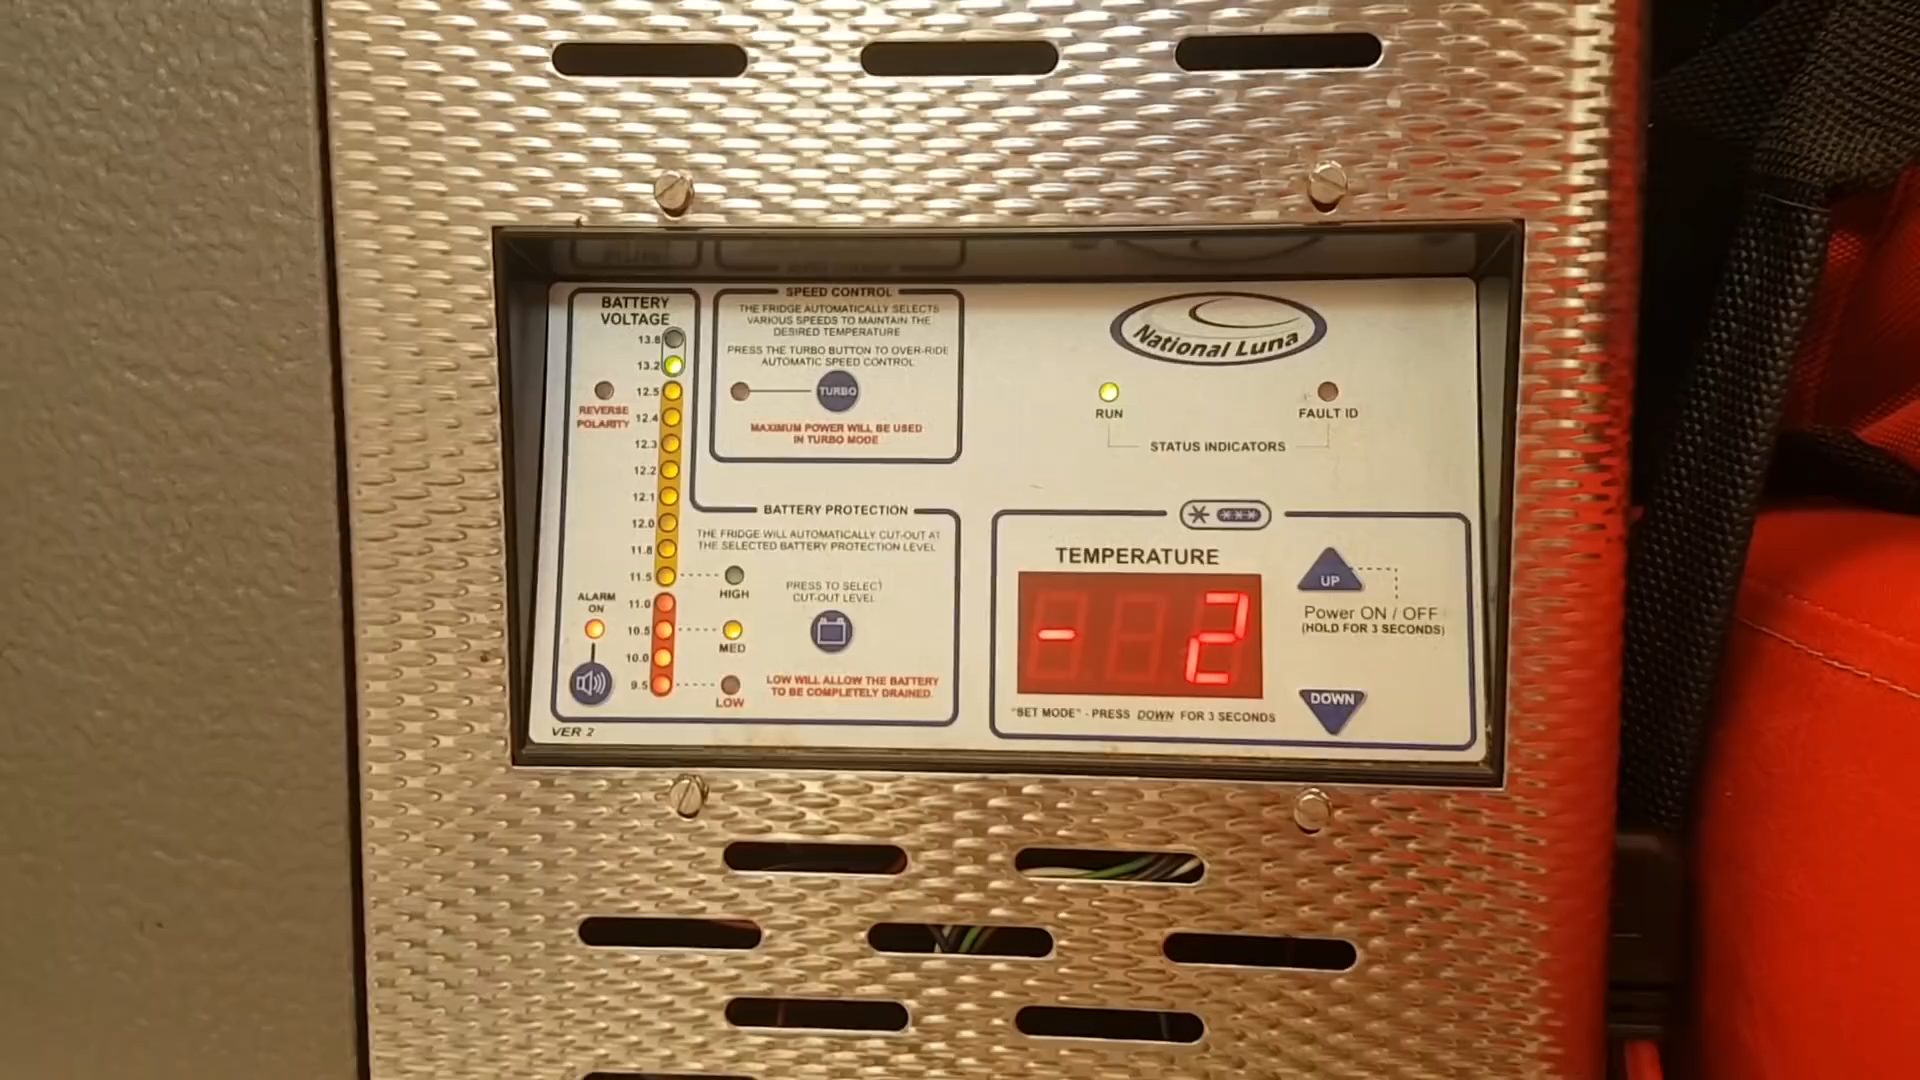 BATTERY
VOLTAGE
13.8
13.2
12.5
12.4
12.3
12.2
12.1
12.0
11.8
11.5
11.0
10.5
10.0
9.5
REVERSE
POLARITY
ALARM
ON
VER 2
SPEED CONTROL
THE FRIDGE AUTOMATICALLY SELECTS
VARIOUS SPEEDS TO MAINTAIN THE
DESIRED TEMPERATURE
PRESS THE TURBO BUTTON TO OVER-RIDE
AUTOMATIC SPEED CONTROL
TURBO
MAXIMUM POWER WILL BE USED
IN TURBO MODE
BATTERY PROTECTION
THE FRIDGE WILL AUTOMATICALLY CUT-OUT AT
THE SELECTED BATTERY PROTECTION LEVEL
HIGH
MED
LOW
PRESS TO SELECT
CUT-OUT LEVEL
LOW WILL ALLOW THE BATTERY
TO BE COMPLETELY DRAINED.
National Luna
RUN
FAULT ID
STATUS INDICATORS
TEMPERATURE
- 2
"SET MODE" - PRESS DOWN FOR 3 SECONDS
UP
Power ON / OFF
(HOLD FOR 3 SECONDS)
DOWN